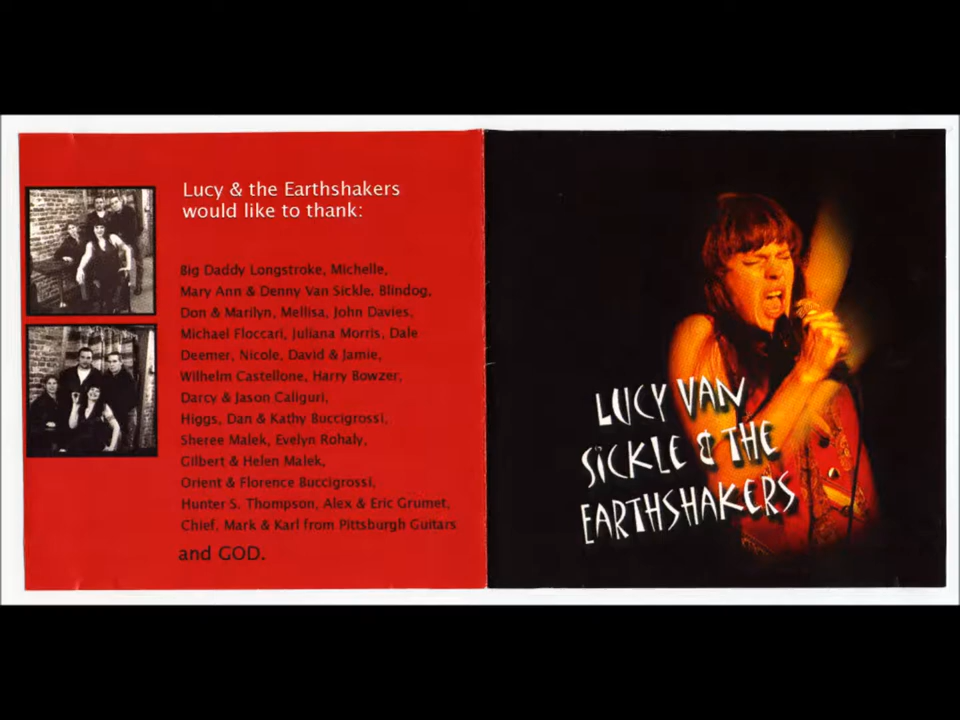 Lucy & the Earthshakers
would like to thank:
Big Daddy Longstroke, Michelle,
Mary Ann & Denny Van Sickle, Blindog,
Don & Marilyn, Mellisa, John Davies,
Michael Floccari, Juliana Morris, Dale
Deemer, Nicole, David & Jamie,
Wilhelm Castellone, Harry Bowzer,
Darcy & Jason Caliguri,
Higgs, Dan & Kathy Buccigrossi,
Sheree Malek, Evelyn Rohaly,
Gilbert & Helen Malek,
Orient & Florence Buccigrossi,
Hunter S. Thompson, Alex & Eric Grumet,
Chief, Mark & Karl from Pittsburgh Guitars
and GOD.
LUCY VAN
SICKLE & THE
EARTHSHAKERS